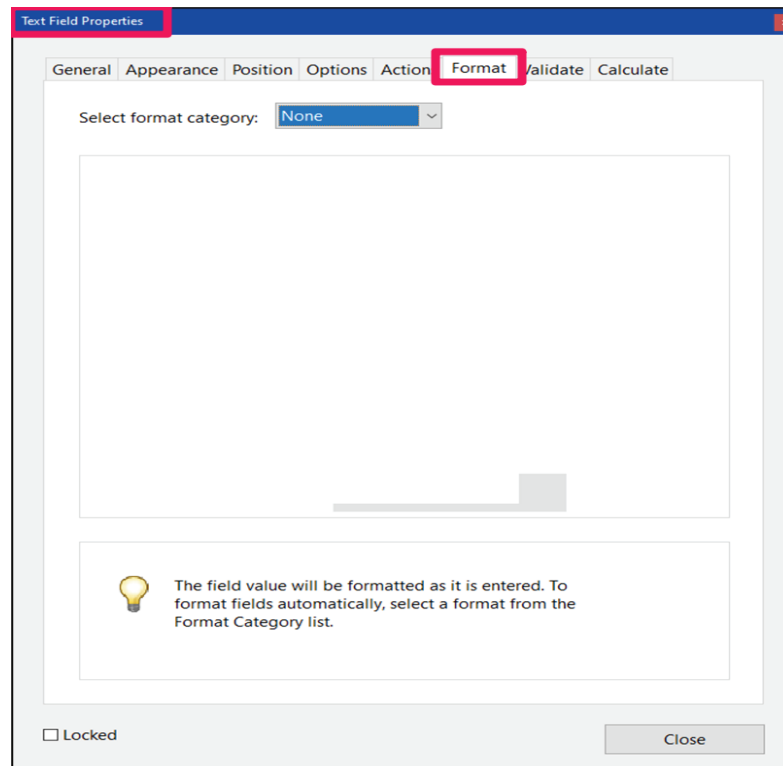 Text Field Properties
General Appearance Position Options Action Format Validate Calculate
Select format category: None
The field value will be formatted as it is entered. To
format fields automatically, select a format from the
Format Category list.
Locked
Close